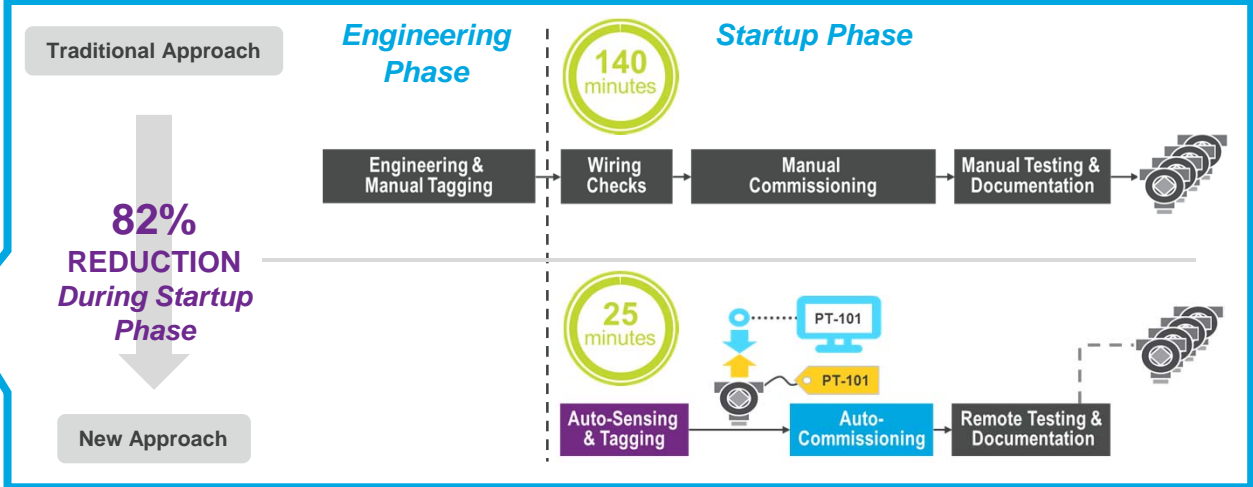 Traditional Approach
Engineering
Phase
140
minutes
Startup Phase
Engineering &
Manual Tagging
Wiring
Checks
Manual
Commissioning
Manual Testing &
Documentation
82%
REDUCTION
During Startup
Phase
25
minutes
PT-101
PT-101
New Approach
Auto-Sensing
& Tagging
Auto-
Commissioning
Remote Testing &
Documentation